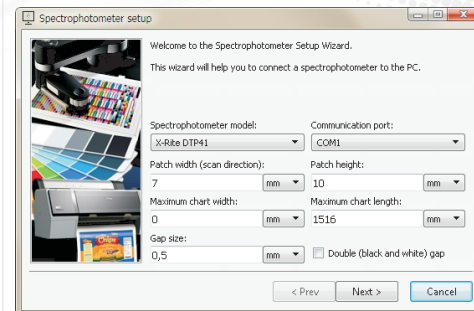 Spectrophotometer setup
Welcome to the Spectrophotometer Setup Wizard.
This wizard will help you to connect a spectrophotometer to the PC.
Spectrophotometer model: Communication port:
X-Rite DTP41 COM1
Patch width (scan direction): Patch height:
7 mm 10 mm
Maximum chart width: Maximum chart length:
0 mm 1516 mm
Gap size:
0,5 mm Double (black and white) gap
Chips
< Prev Next > Cancel